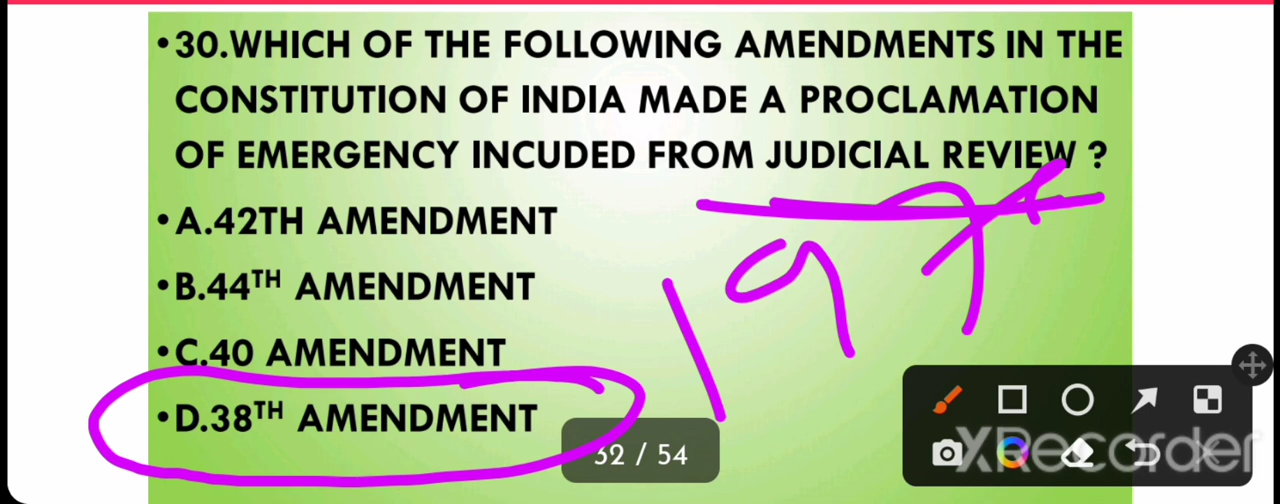 •30.WHICH OF THE FOLLOWING AMENDMENTS IN THE
CONSTITUTION OF INDIA MADE A PROCLAMATION
OF EMERGENCY INCUDED FROM JUDICIAL REVIEW ?
•A.42TH AMENDMENT
•B.44TH AMENDMENT
•C.40 AMENDMENT
•D.38TH AMENDMENT
32 / 54
XRecorder